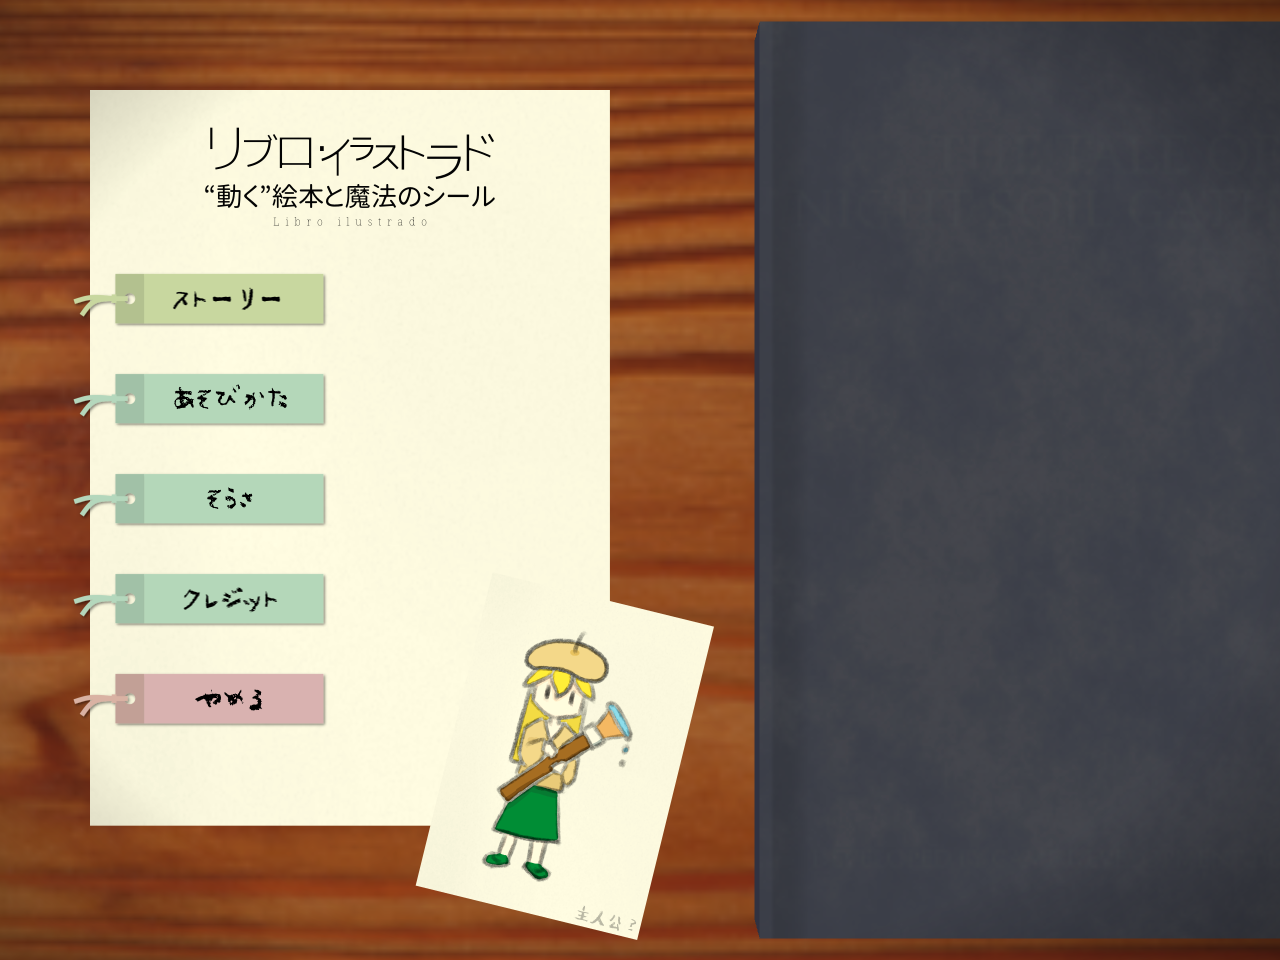 リブロ・イラストラド
“動く”絵本と魔法のシール
Libro ilustrado
ストーリー
あそびかた
そうさ
クレジット
やめる
主人公?